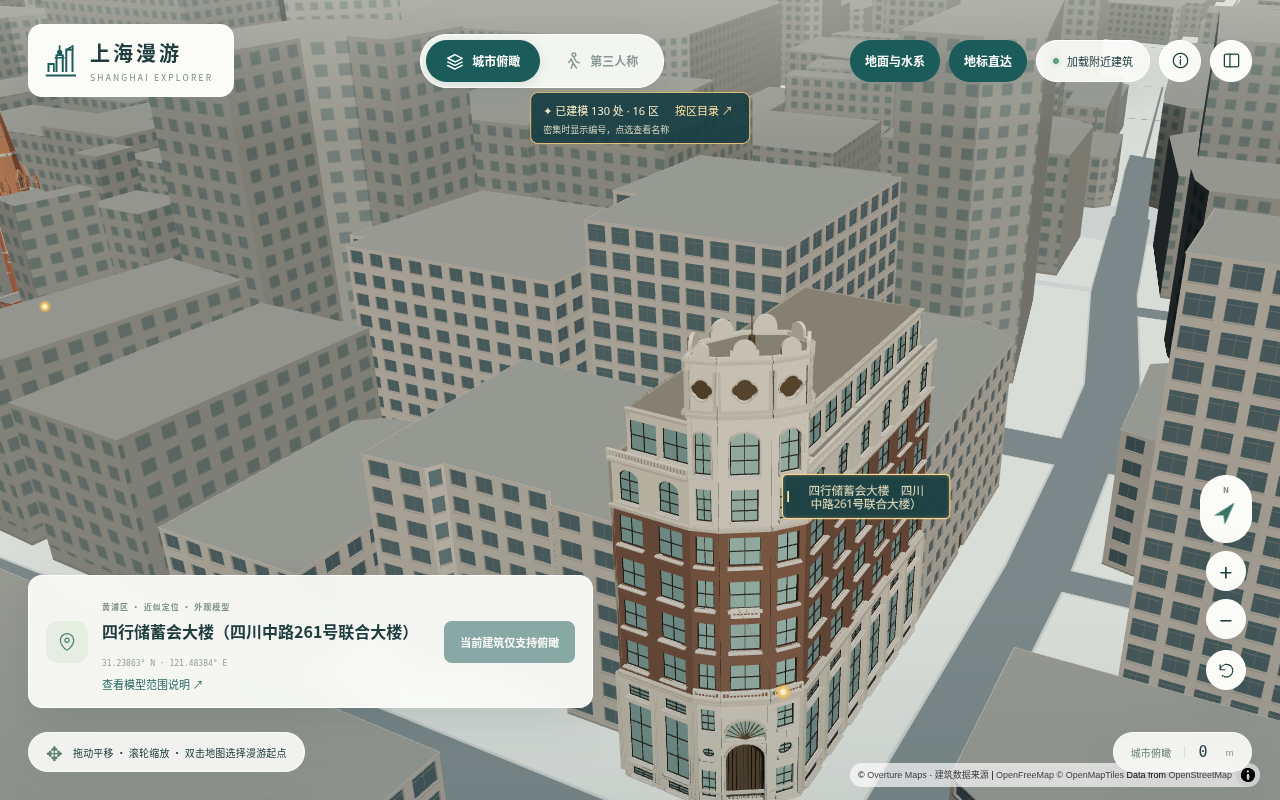 上海漫游
SHANGHAI EXPLORER
城市俯瞰
第三人称
地面与水系
地标直达
加载附近建筑
✦ 已建模 130 处 · 16 区 按区目录 ↗
密集时显示编号，点选查看名称
四行储蓄会大楼 四川
中路261号联合大楼）
N
黄浦区 · 近似定位 · 外观模型
四行储蓄会大楼（四川中路261号联合大楼）
31.23863° N · 121.48384° E
查看模型范围说明 ↗
当前建筑仅支持俯瞰
拖动平移 · 滚轮缩放 · 双击地图选择漫游起点
城市俯瞰 0 m
© Overture Maps · 建筑数据来源 | OpenFreeMap © OpenMapTiles Data from OpenStreetMap